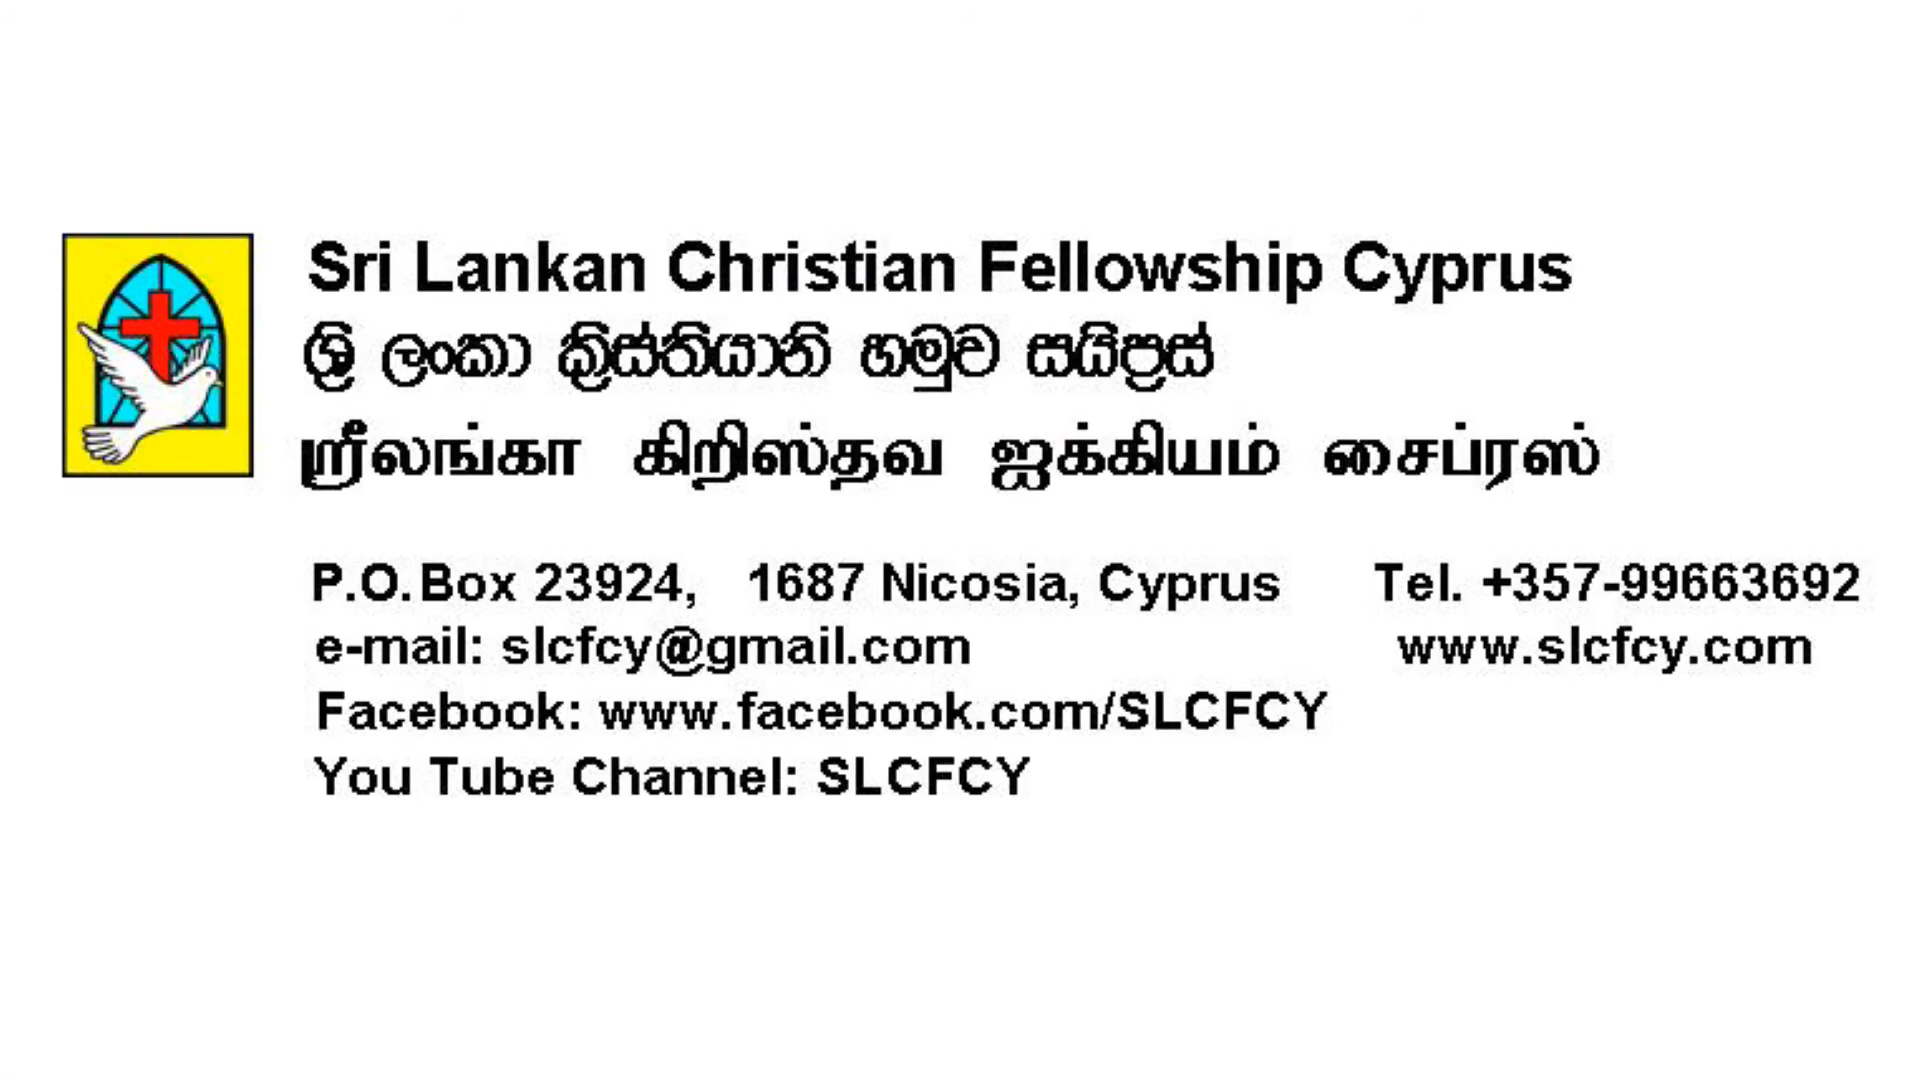 Sri Lankan Christian Fellowship Cyprus
ශ්‍රි ලංකා ක්‍රිස්තියානි හමුව සයිප්‍රස්
ஸ்ரீலங்கா கிறிஸ்தவ ஐக்கியம் சைப்ரஸ்
P.O.Box 23924, 1687 Nicosia, Cyprus Tel. +357-99663692
e-mail: slcfcy@gmail.com www.slcfcy.com
Facebook: www.facebook.com/SLCFCY
You Tube Channel: SLCFCY